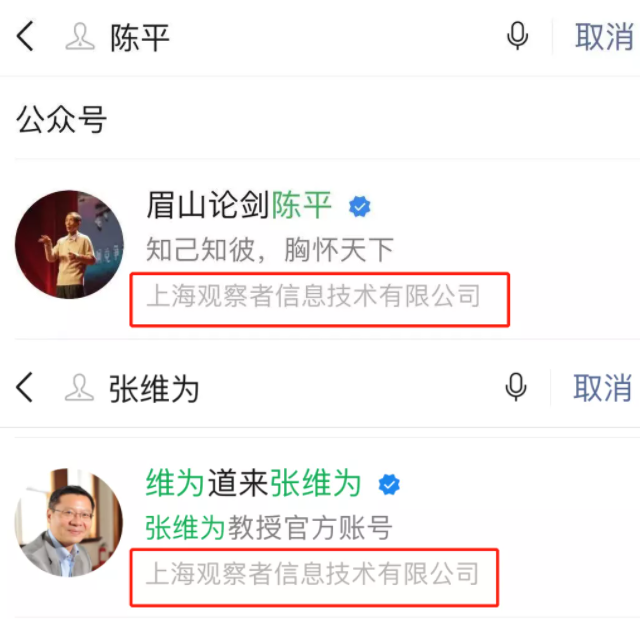 陈平
取消
公众号
眉山论剑陈平
知己知彼，胸怀天下
上海观察者信息技术有限公司
张维为
取消
维为道来张维为
张维为教授官方账号
上海观察者信息技术有限公司